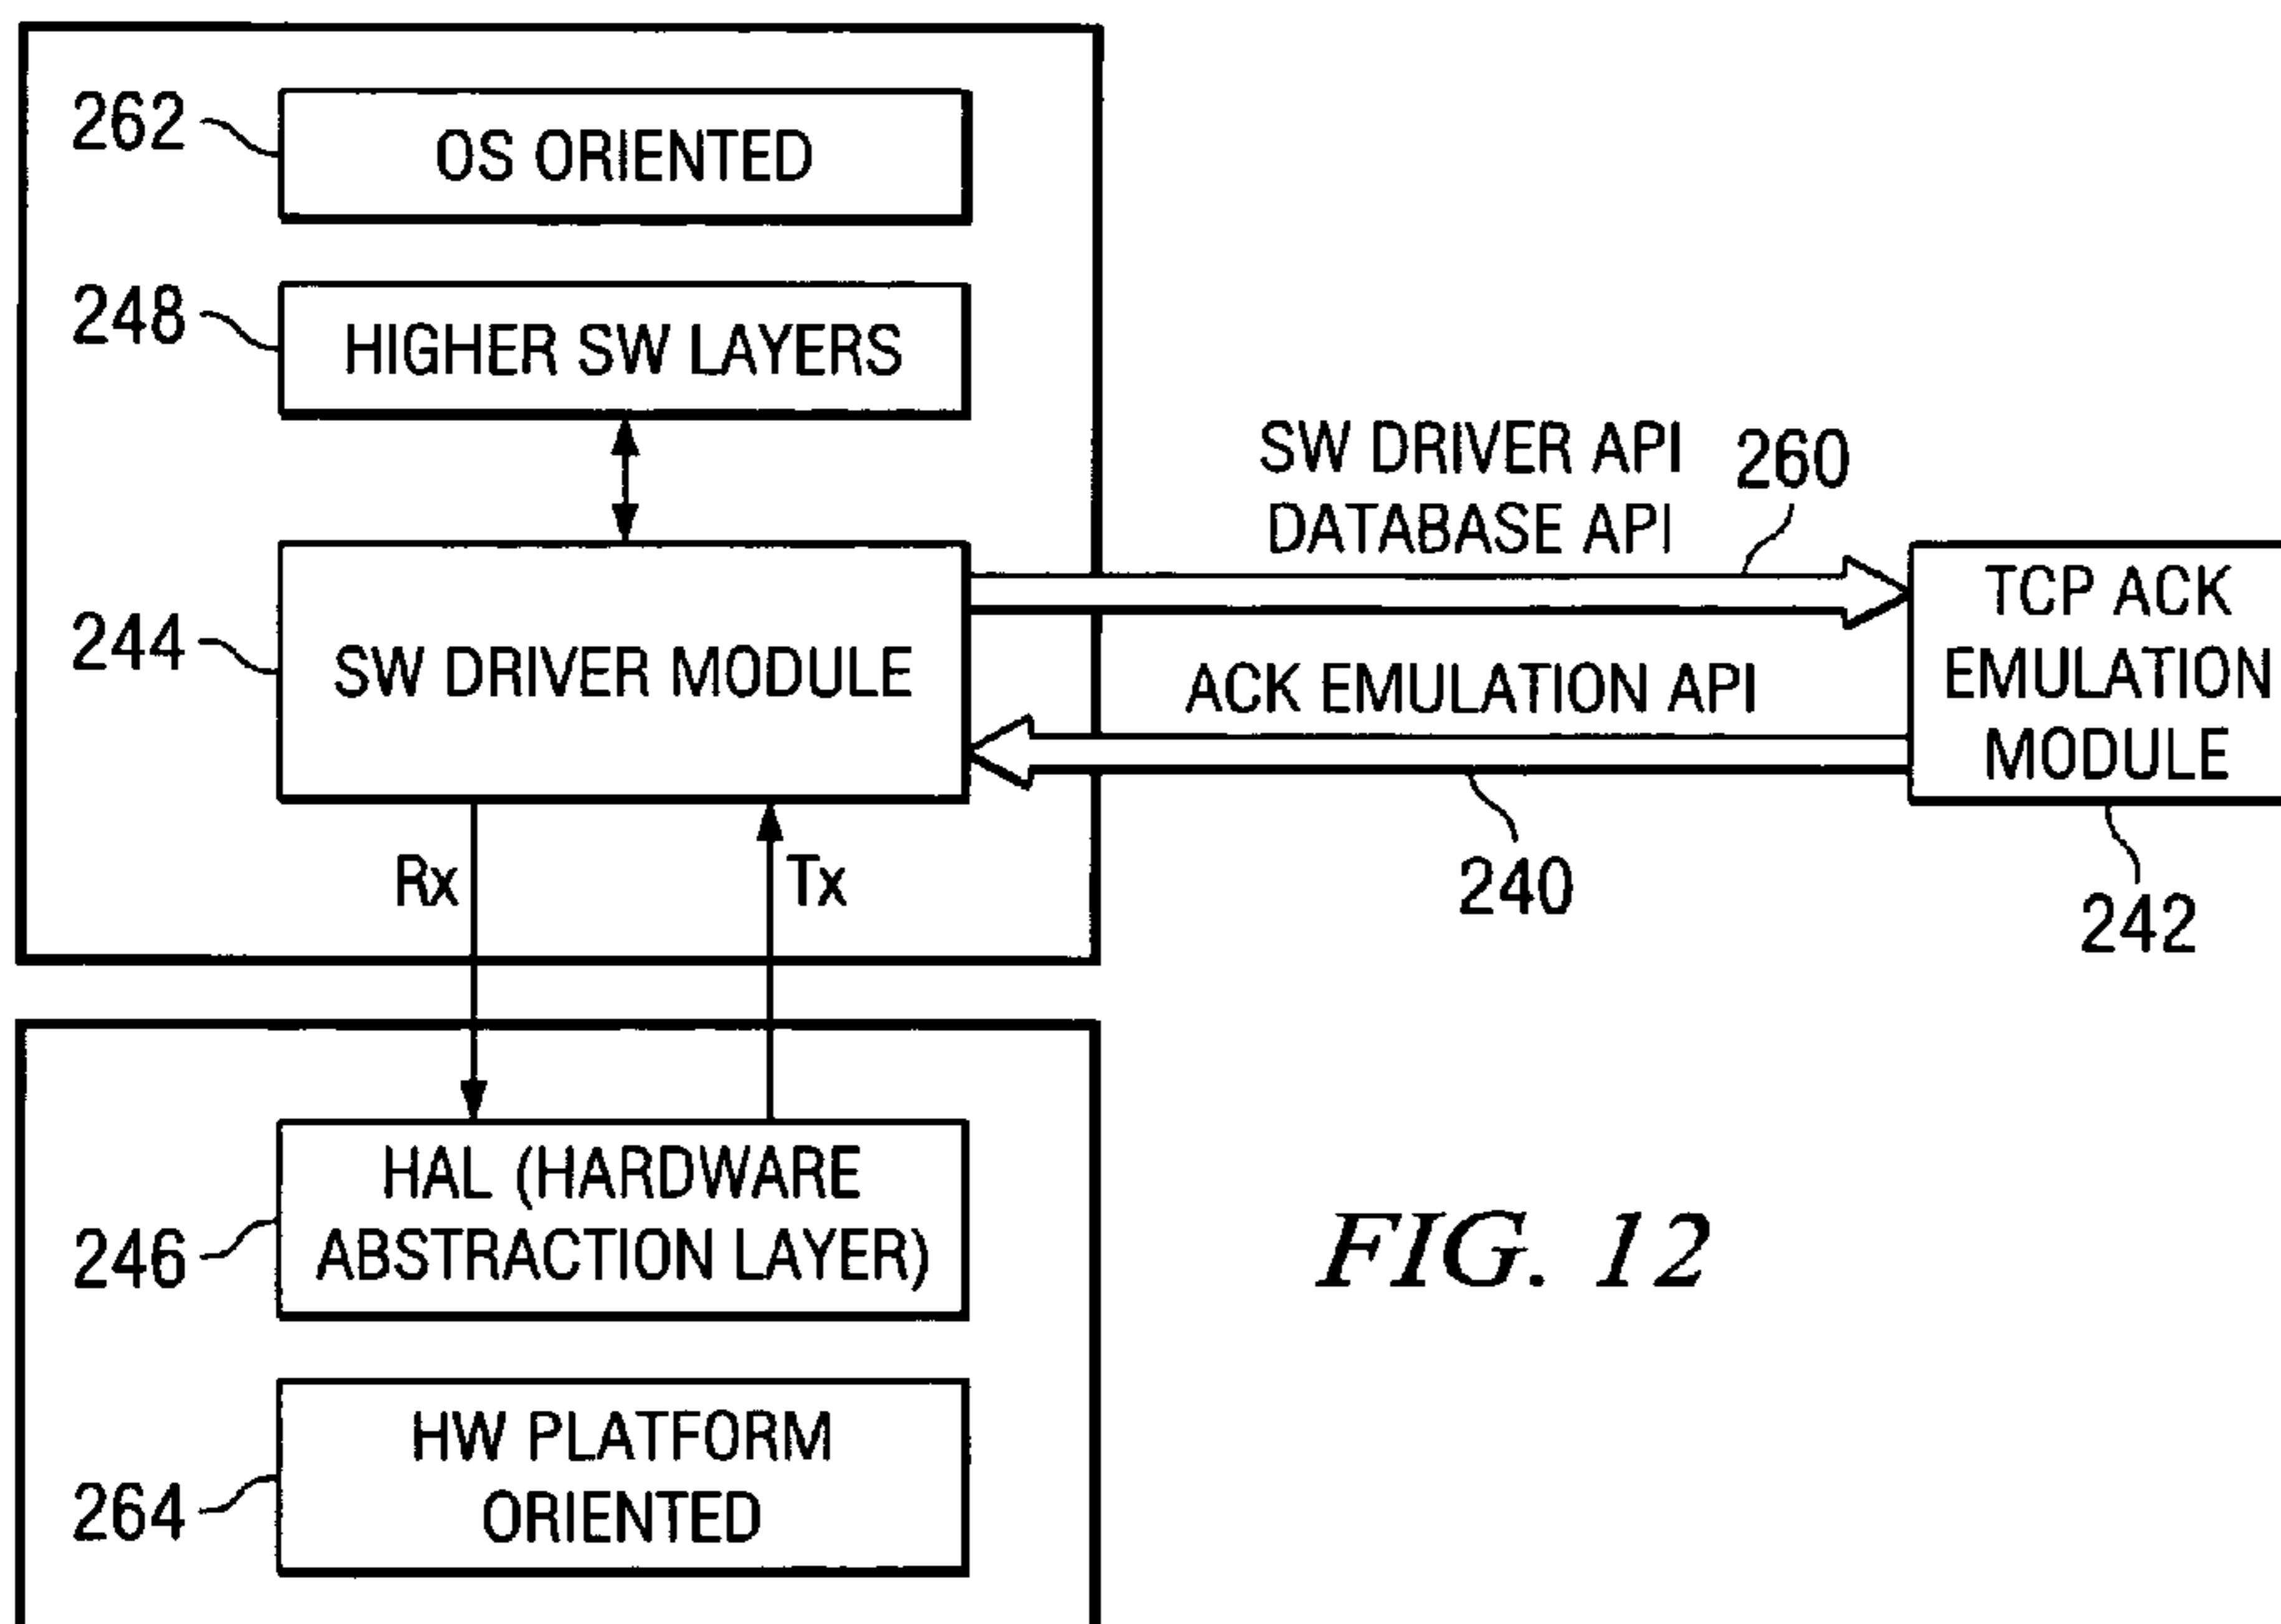 262
OS ORIENTED
248
HIGHER SW LAYERS
SW DRIVER API
DATABASE API
260
244
SW DRIVER MODULE
ACK EMULATION API
TCP ACK
EMULATION
MODULE
Rx
Tx
240
242
246
HAL (HARDWARE
ABSTRACTION LAYER)
FIG. 12
264
HW PLATFORM
ORIENTED